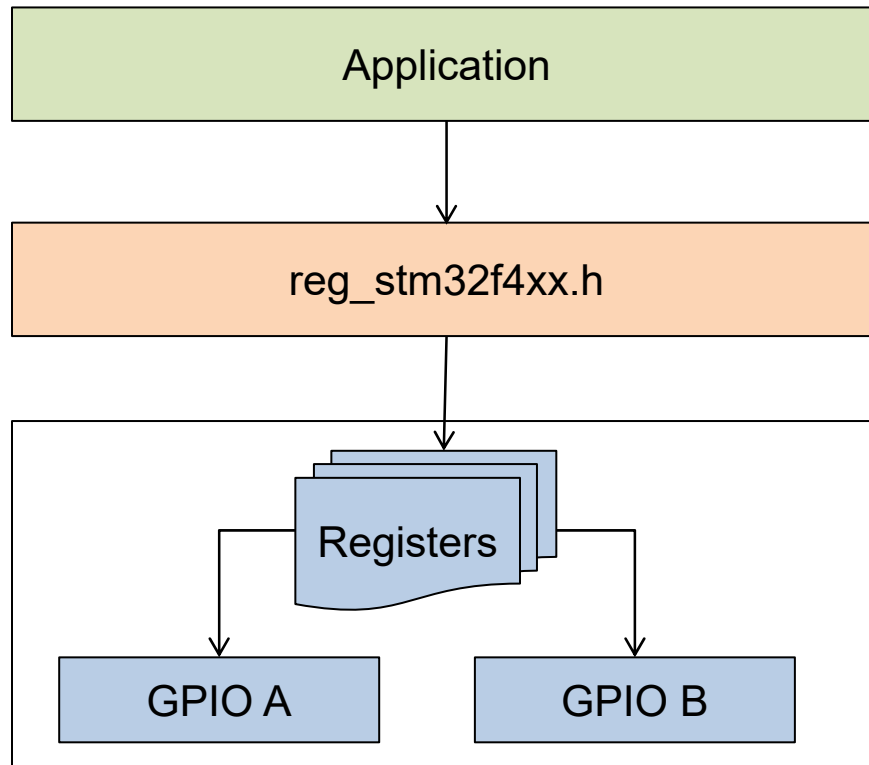 Application
reg_stm32f4xx.h
Registers
GPIO A
GPIO B